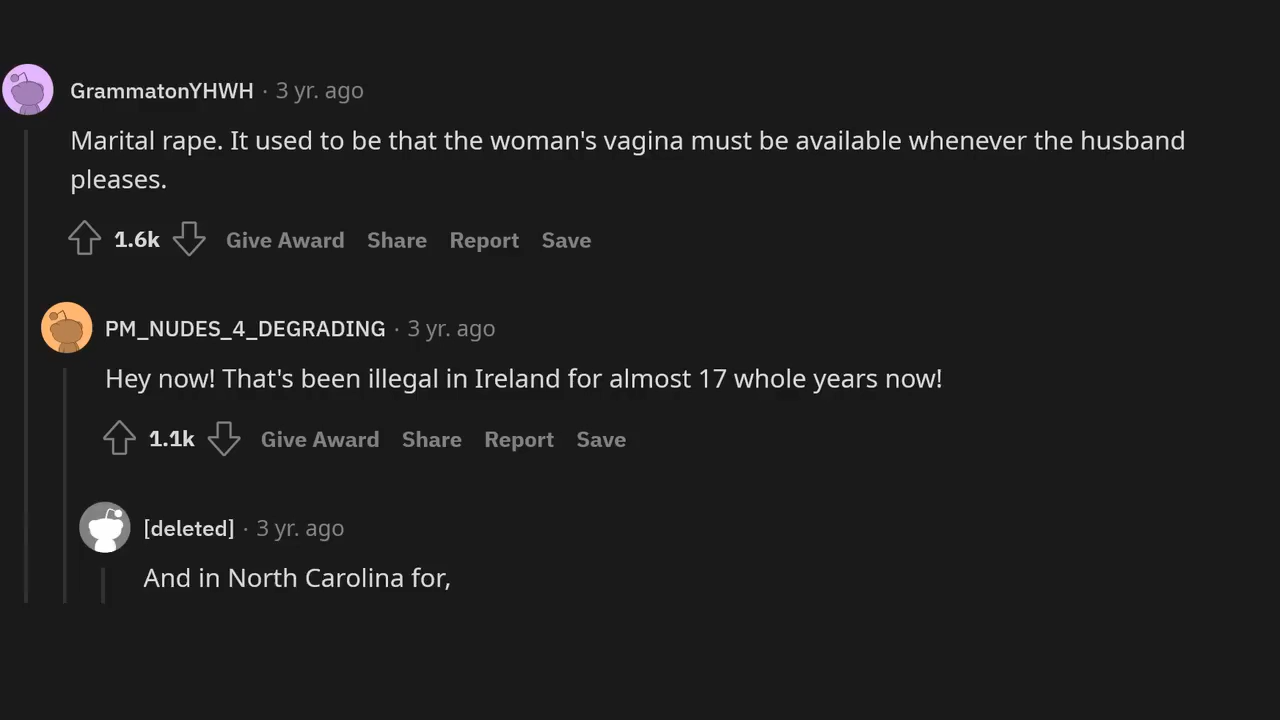 GrammatonYHWH · 3 yr. ago
Marital rape. It used to be that the woman's vagina must be available whenever the husband
pleases.
1.6k Give Award Share Report Save
PM_NUDES_4_DEGRADING · 3 yr. ago
Hey now! That's been illegal in Ireland for almost 17 whole years now!
1.1k Give Award Share Report Save
[deleted] · 3 yr. ago
And in North Carolina for,